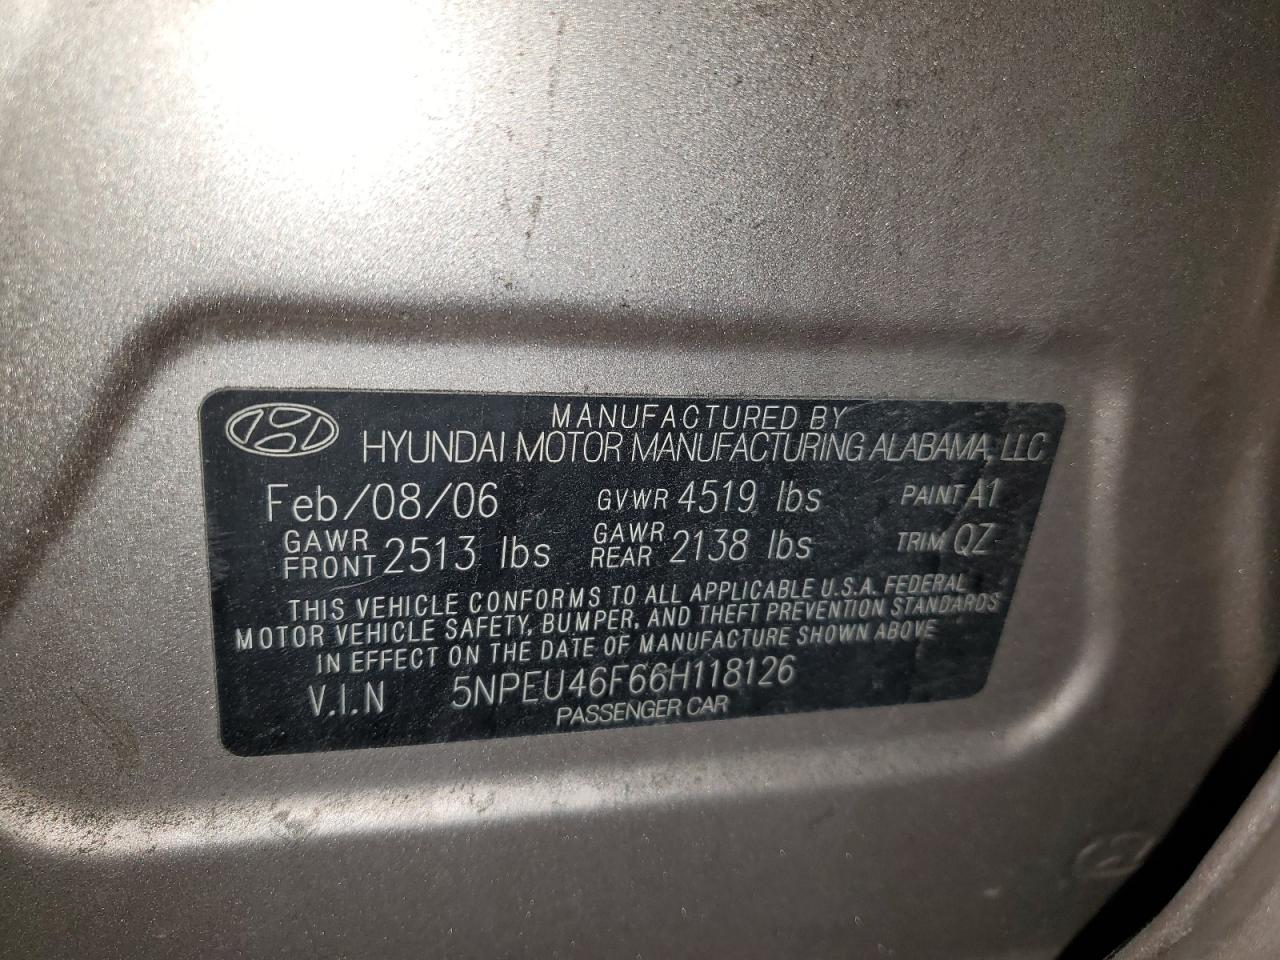 MANUFACTURED BY
HYUNDAI MOTOR MANUFACTURING ALABAMA, LLC
Feb/08/06 GVWR 4519 lbs PAINT A1
GAWR FRONT 2513 lbs GAWR REAR 2138 lbs TRIM QZ
THIS VEHICLE CONFORMS TO ALL APPLICABLE U.S.A. FEDERAL
MOTOR VEHICLE SAFETY, BUMPER, AND THEFT PREVENTION STANDARDS
IN EFFECT ON THE DATE OF MANUFACTURE SHOWN ABOVE
V.I.N 5NPEU46F66H118126
PASSENGER CAR